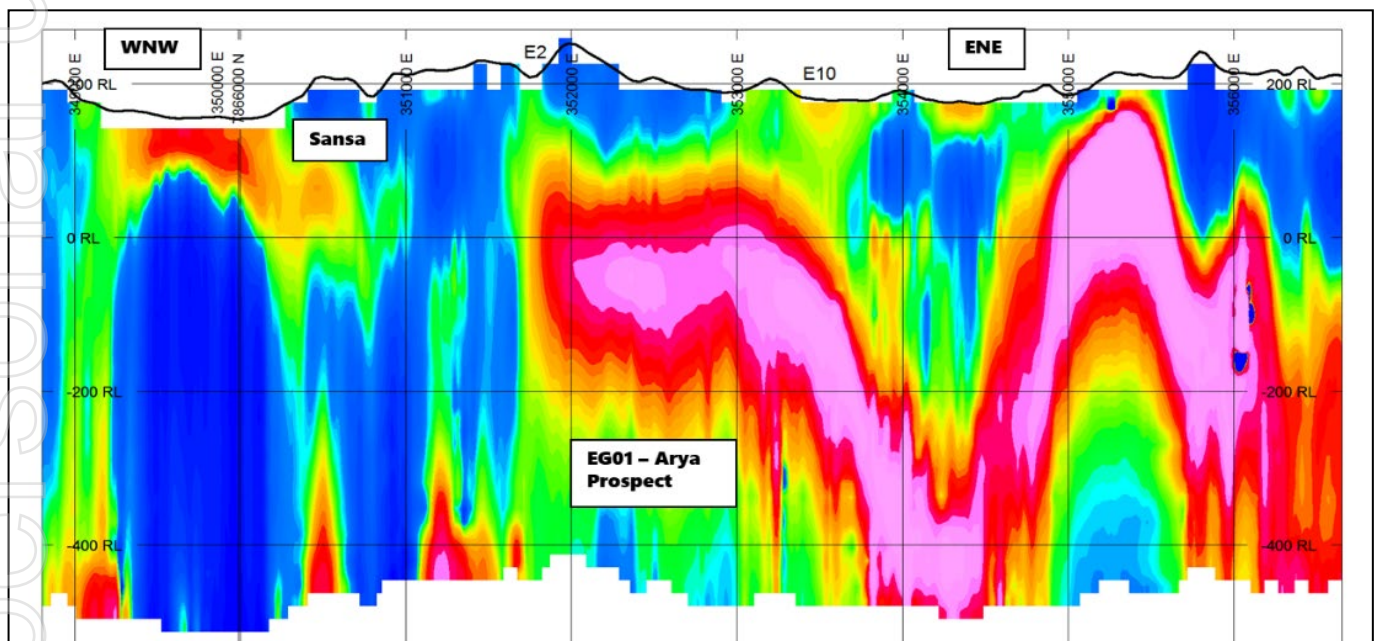 WNW
ENE
E2
E10
350000 E
7866000 N
351000 E
352000 E
353000 E
354000 E
355000 E
356000 E
200 RL
200 RL
Sansa
0 RL
0 RL
-200 RL
-200 RL
EG01 – Arya
Prospect
-400 RL
-400 RL